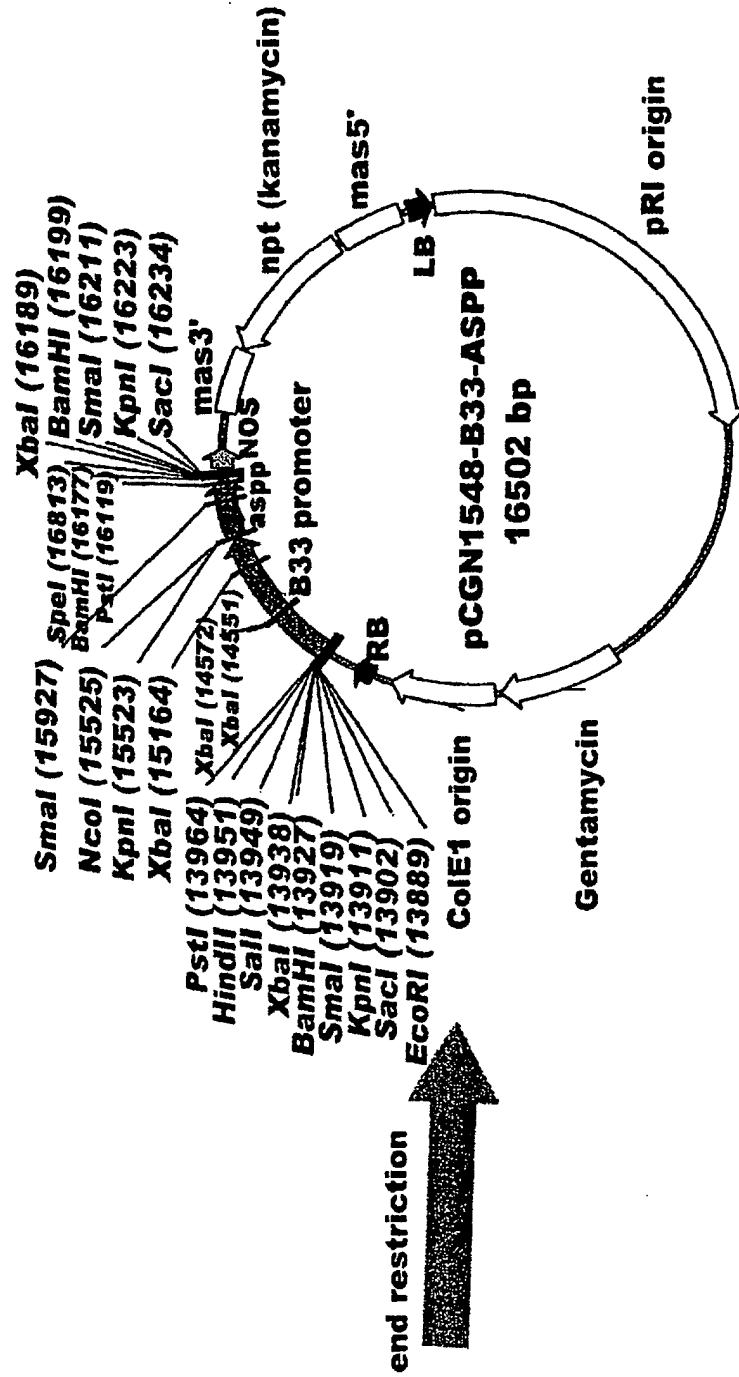 XbaI (16189)
BamHI (16199)
SmaI (16211)
KpnI (16223)
SacI (16234)
SpeI (16813)
BamHI (16177)
PstI (16119)
SmaI (15927)
NcoI (15525)
KpnI (15523)
XbaI (15164)
XbaI (14572)
XbaI (14551)
PstI (13964)
HindII (13951)
SalI (13949)
XbaI (13938)
BamHI (13927)
SmaI (13919)
KpnI (13911)
SacI (13902)
EcoRI (13889)
mas3'
npt (kanamycin)
mas5'
NOS
aspp
B33 promoter
LB
RB
pCGN1548-B33-ASPP
16502 bp
pRI origin
ColE1 origin
Gentamycin
end restriction